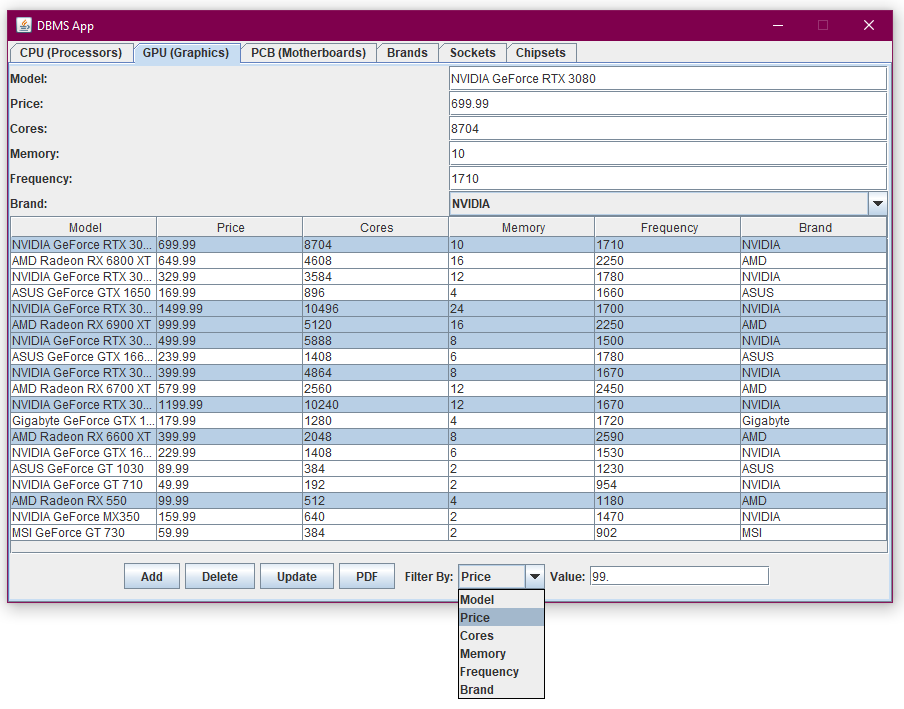 DBMS App
CPU (Processors) GPU (Graphics) PCB (Motherboards) Brands Sockets Chipsets
Model: NVIDIA GeForce RTX 3080
Price: 699.99
Cores: 8704
Memory: 10
Frequency: 1710
Brand: NVIDIA
Model Price Cores Memory Frequency Brand
NVIDIA GeForce RTX 30... 699.99 8704 10 1710 NVIDIA
AMD Radeon RX 6800 XT 649.99 4608 16 2250 AMD
NVIDIA GeForce RTX 30... 329.99 3584 12 1780 NVIDIA
ASUS GeForce GTX 1650 169.99 896 4 1660 ASUS
NVIDIA GeForce RTX 30... 1499.99 10496 24 1700 NVIDIA
AMD Radeon RX 6900 XT 999.99 5120 16 2250 AMD
NVIDIA GeForce RTX 30... 499.99 5888 8 1500 NVIDIA
ASUS GeForce GTX 166... 239.99 1408 6 1780 ASUS
NVIDIA GeForce RTX 30... 399.99 4864 8 1670 NVIDIA
AMD Radeon RX 6700 XT 579.99 2560 12 2450 AMD
NVIDIA GeForce RTX 30... 1199.99 10240 12 1670 NVIDIA
Gigabyte GeForce GTX 1... 179.99 1280 4 1720 Gigabyte
AMD Radeon RX 6600 XT 399.99 2048 8 2590 AMD
NVIDIA GeForce GTX 16... 229.99 1408 6 1530 NVIDIA
ASUS GeForce GT 1030 89.99 384 2 1230 ASUS
NVIDIA GeForce GT 710 49.99 192 2 954 NVIDIA
AMD Radeon RX 550 99.99 512 4 1180 AMD
NVIDIA GeForce MX350 159.99 640 2 1470 NVIDIA
MSI GeForce GT 730 59.99 384 2 902 MSI
Add Delete Update PDF Filter By: Price Value: 99.
Model
Price
Cores
Memory
Frequency
Brand